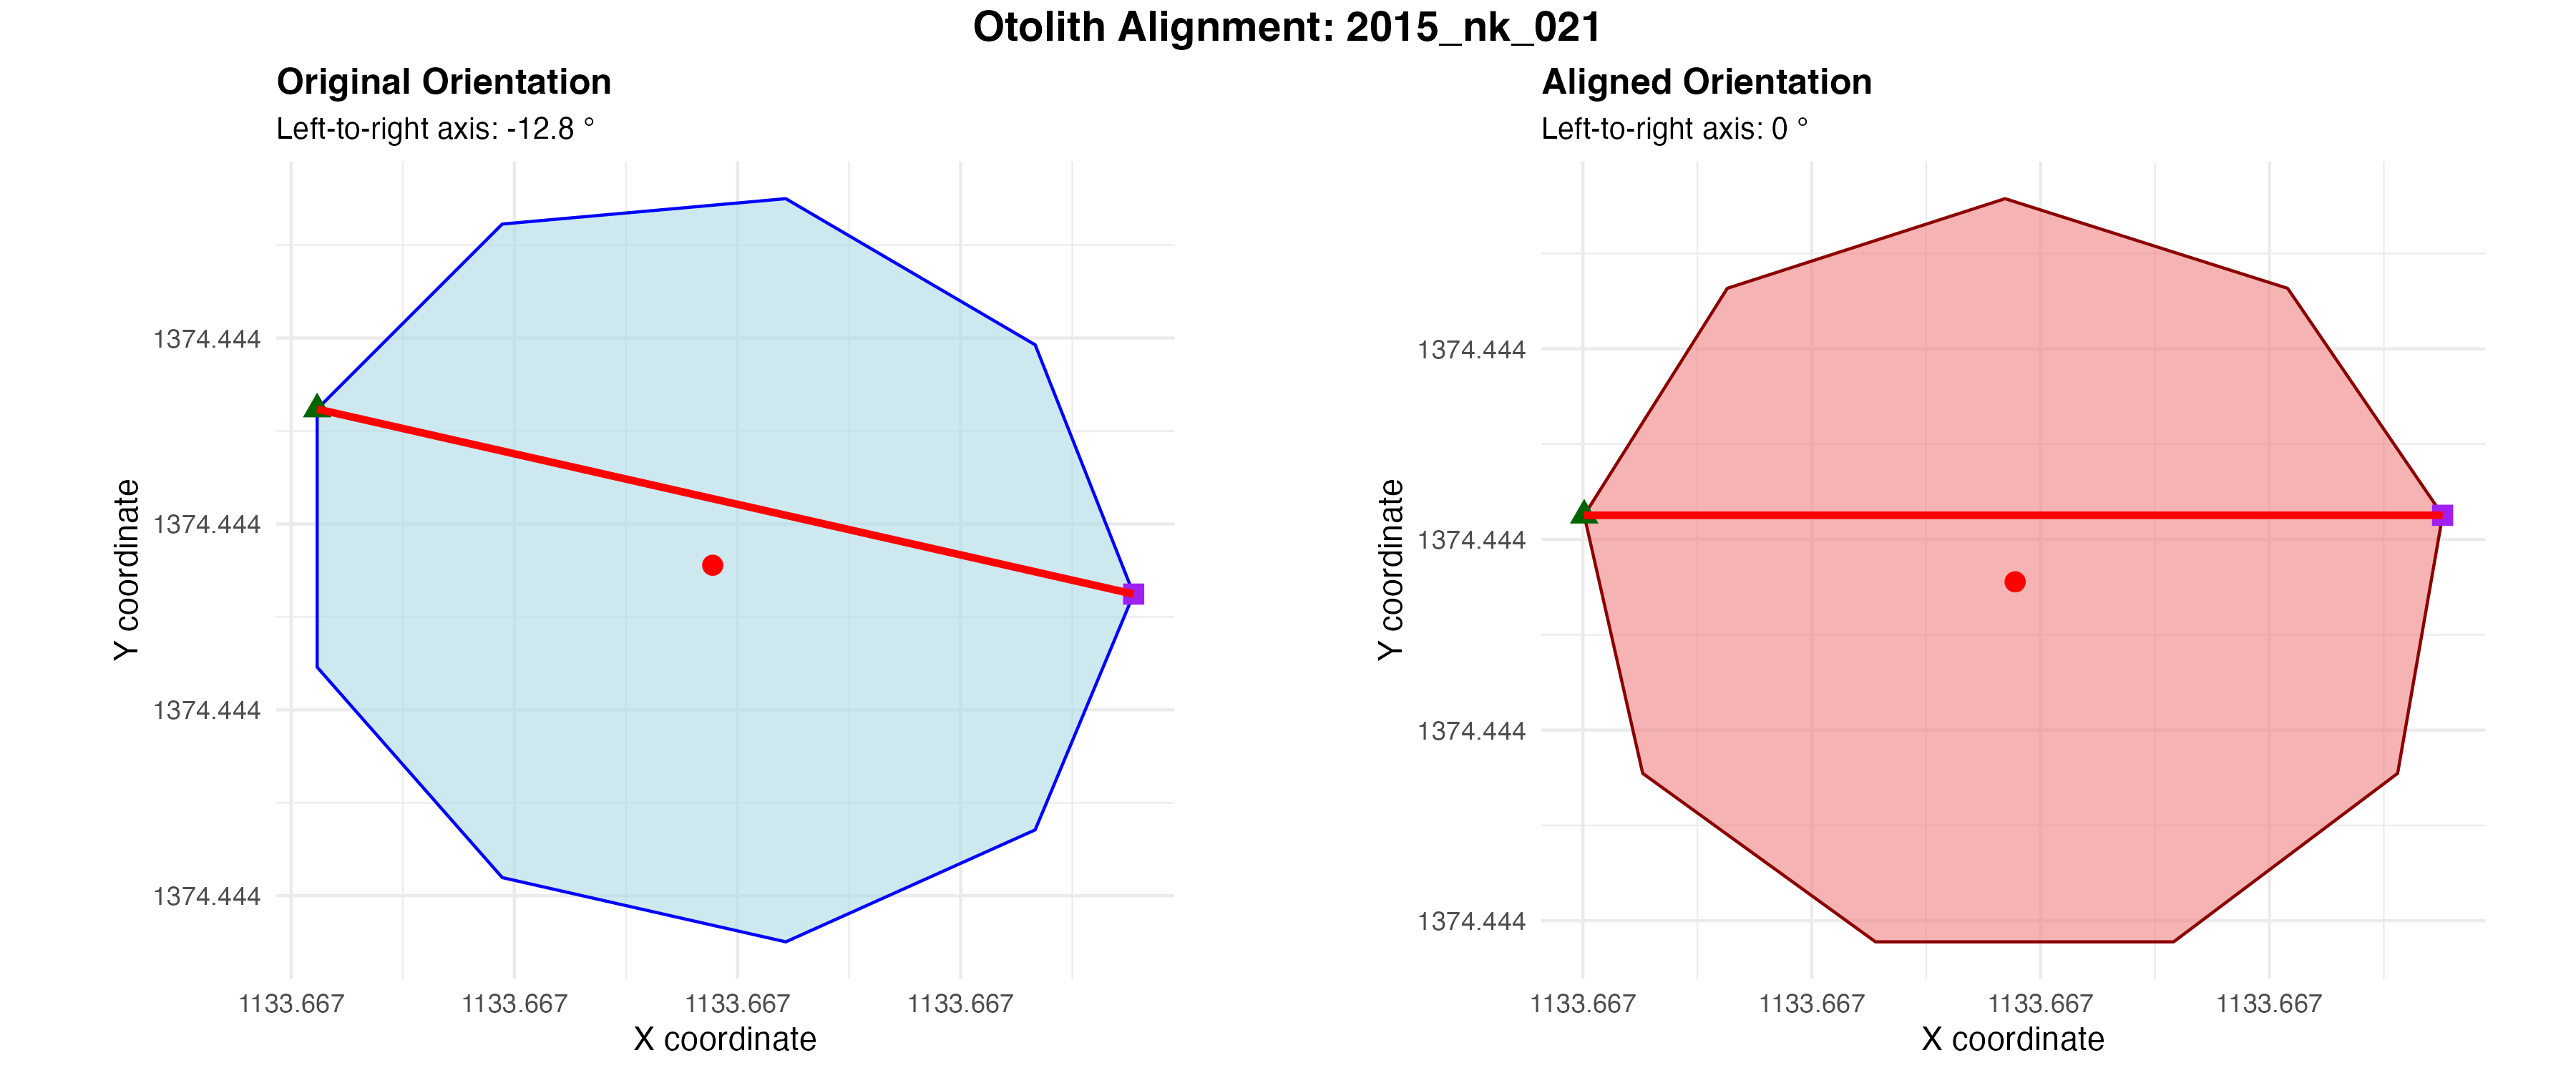 Otolith Alignment: 2015_nk_021
Original Orientation
Left-to-right axis: -12.8 °
Y coordinate
1374.444
1374.444
1374.444
1374.444
1133.667 1133.667 1133.667 1133.667
X coordinate
Aligned Orientation
Left-to-right axis: 0 °
Y coordinate
1374.444
1374.444
1374.444
1374.444
1133.667 1133.667 1133.667 1133.667
X coordinate